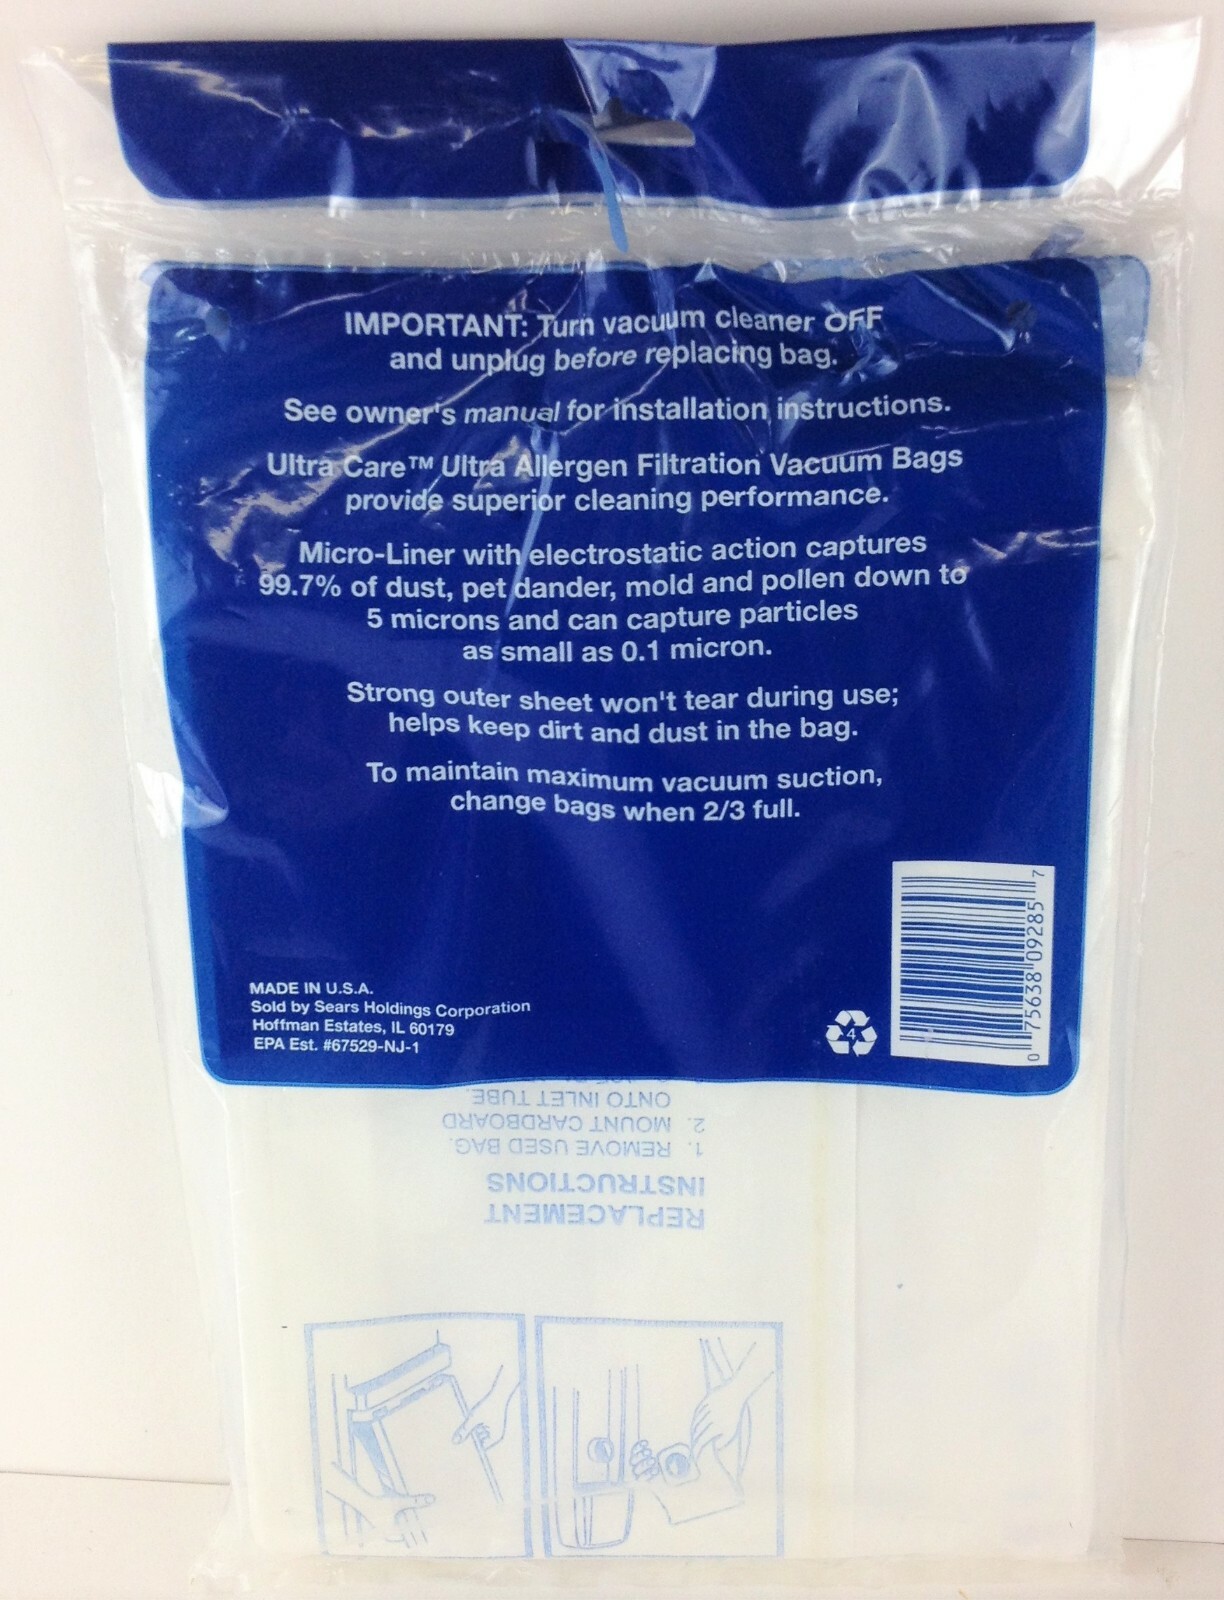 IMPORTANT: Turn vacuum cleaner OFF
and unplug before replacing bag.
See owner's manual for installation instructions.
Ultra Care™ Ultra Allergen Filtration Vacuum Bags
provide superior cleaning performance.
Micro-Liner with electrostatic action captures
99.7% of dust, pet dander, mold and pollen down to
5 microns and can capture particles
as small as 0.1 micron.
Strong outer sheet won't tear during use;
helps keep dirt and dust in the bag.
To maintain maximum vacuum suction,
change bags when 2/3 full.
MADE IN U.S.A.
Sold by Sears Holdings Corporation
Hoffman Estates, IL 60179
EPA Est. #67529-NJ-1
4
0 75638 09285 7
REPLACEMENT
INSTRUCTIONS
1. REMOVE USED BAG.
2. MOUNT CARDBOARD
ONTO INLET TUBE.